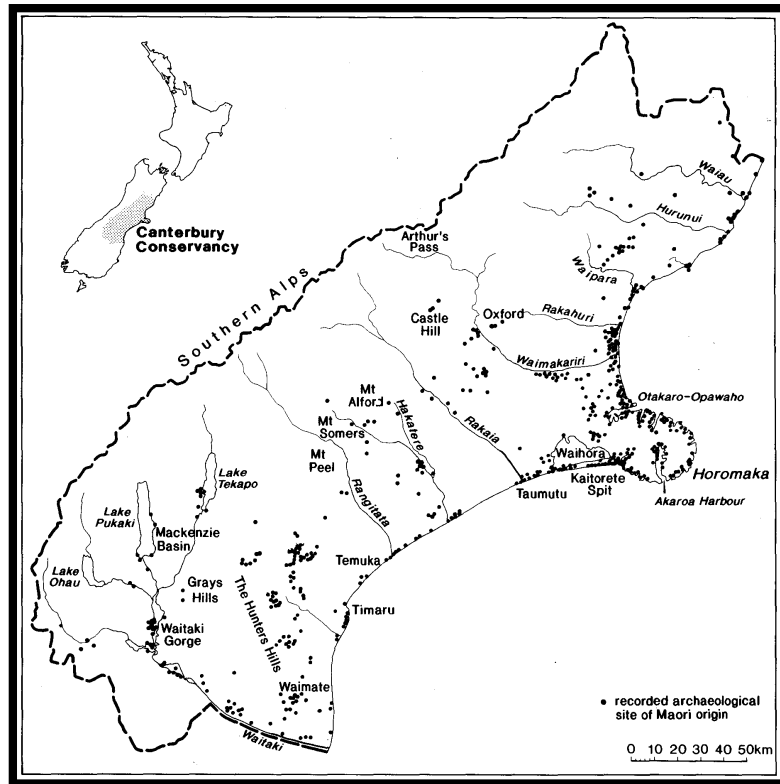 Canterbury
Conservancy
Southern Alps
Arthur's
Pass
Waiau
Hurunui
Waipara
Castle
Hill
Oxford
Rakahuri
Waimakariri
Otakaro-Opawaho
Mt
Alford
Hakatere
Mt
Somers
Mt
Peel
Rakaia
Waihora
Horomaka
Kaitorete
Spit
Taumutu
Akaroa Harbour
Lake
Tekapo
Rangitata
Lake
Pukaki
Mackenzie
Basin
Temuka
Lake
Ohau
Grays
Hills
The Hunters Hills
Timaru
Waitaki
Gorge
Waimate
Waitaki
recorded archaeological
site of Maori origin
0 10 20 30 40 50km